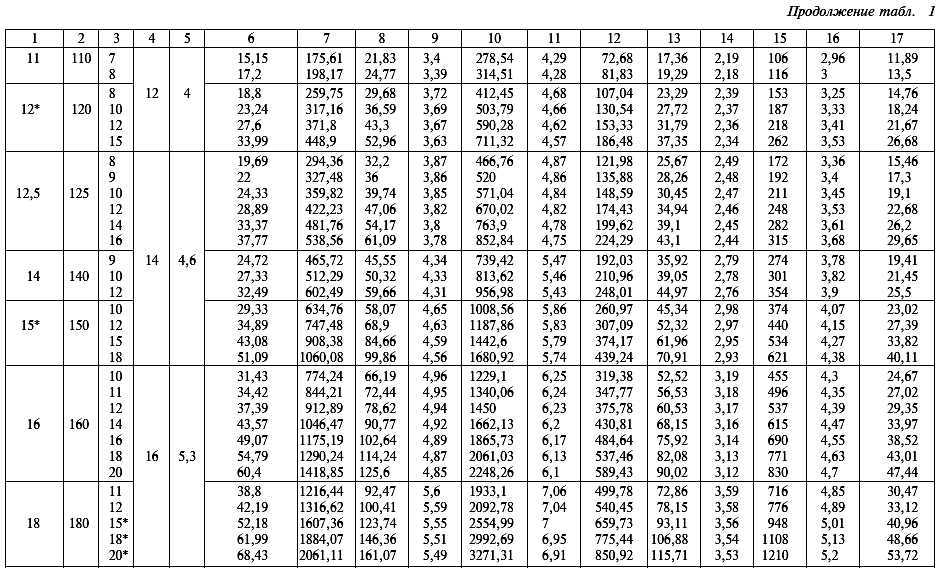 Продолжение табл. 1
1 2 3 4 5 6 7 8 9 10 11 12 13 14 15 16 17
11 110 7 15,15 175,61 21,83 3,4 278,54 4,29 72,68 17,36 2,19 106 2,96 11,89
8 17,2 198,17 24,77 3,39 314,51 4,28 81,83 19,29 2,18 116 3 13,5
8 12 4 18,8 259,75 29,68 3,72 412,45 4,68 107,04 23,29 2,39 153 3,25 14,76
12* 120 10 23,24 317,16 36,59 3,69 503,79 4,66 130,54 27,72 2,37 187 3,33 18,24
12 27,6 371,8 43,3 3,67 590,28 4,62 153,33 31,79 2,36 218 3,41 21,67
15 33,99 448,9 52,96 3,63 711,32 4,57 186,48 37,35 2,34 262 3,53 26,68
8 19,69 294,36 32,2 3,87 466,76 4,87 121,98 25,67 2,49 172 3,36 15,46
9 22 327,48 36 3,86 520 4,86 135,88 28,26 2,48 192 3,4 17,3
12,5 125 10 24,33 359,82 39,74 3,85 571,04 4,84 148,59 30,45 2,47 211 3,45 19,1
12 28,89 422,23 47,06 3,82 670,02 4,82 174,43 34,94 2,46 248 3,53 22,68
14 33,37 481,76 54,17 3,8 763,9 4,78 199,62 39,1 2,45 282 3,61 26,2
16 37,77 538,56 61,09 3,78 852,84 4,75 224,29 43,1 2,44 315 3,68 29,65
9 14 4,6 24,72 465,72 45,55 4,34 739,42 5,47 192,03 35,92 2,79 274 3,78 19,41
14 140 10 27,33 512,29 50,32 4,33 813,62 5,46 210,96 39,05 2,78 301 3,82 21,45
12 32,49 602,49 59,66 4,31 956,98 5,43 248,01 44,97 2,76 354 3,9 25,5
10 29,33 634,76 58,07 4,65 1008,56 5,86 260,97 45,34 2,98 374 4,07 23,02
15* 150 12 34,89 747,48 68,9 4,63 1187,86 5,83 307,09 52,32 2,97 440 4,15 27,39
15 43,08 908,38 84,66 4,59 1442,6 5,79 374,17 61,96 2,95 534 4,27 33,82
18 51,09 1060,08 99,86 4,56 1680,92 5,74 439,24 70,91 2,93 621 4,38 40,11
10 31,43 774,24 66,19 4,96 1229,1 6,25 319,38 52,52 3,19 455 4,3 24,67
11 34,42 844,21 72,44 4,95 1340,06 6,24 347,77 56,53 3,18 496 4,35 27,02
12 37,39 912,89 78,62 4,94 1450 6,23 375,78 60,53 3,17 537 4,39 29,35
16 160 14 43,57 1046,47 90,77 4,92 1662,13 6,2 430,81 68,15 3,16 615 4,47 33,97
16 49,07 1175,19 102,64 4,89 1865,73 6,17 484,64 75,92 3,14 690 4,55 38,52
18 16 5,3 54,79 1290,24 114,24 4,87 2061,03 6,13 537,46 82,08 3,13 771 4,63 43,01
20 60,4 1418,85 125,6 4,85 2248,26 6,1 589,43 90,02 3,12 830 4,7 47,44
11 38,8 1216,44 92,47 5,6 1933,1 7,06 499,78 72,86 3,59 716 4,85 30,47
12 42,19 1316,62 100,41 5,59 2092,78 7,04 540,45 78,15 3,58 776 4,89 33,12
18 180 15* 52,18 1607,36 123,74 5,55 2554,99 7 659,73 93,11 3,56 948 5,01 40,96
18* 61,99 1884,07 146,36 5,51 2992,69 6,95 775,44 106,88 3,54 1108 5,13 48,66
20* 68,43 2061,11 161,07 5,49 3271,31 6,91 850,92 115,71 3,53 1210 5,2 53,72